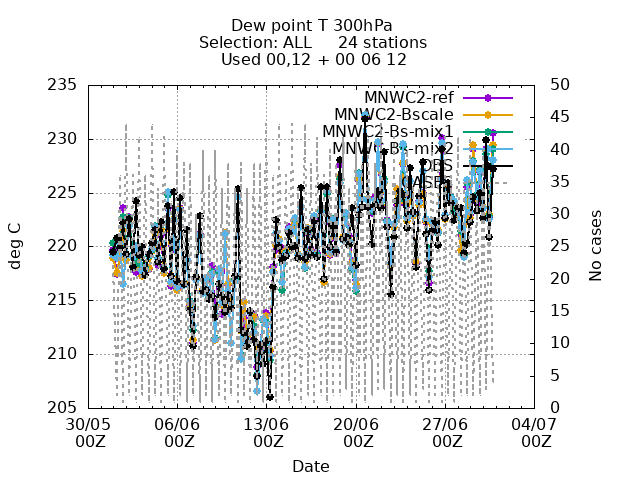 Dew point T 300hPa
Selection: ALL 24 stations
Used 00,12 + 00 06 12
235
230
225
220
215
210
205
deg C
50
45
40
35
30
25
20
15
10
5
0
No cases
MNWC2-ref
MNWC2-Bscale
MNWC2-Bs-mix1
MNWC2-Bs-mix2
OBS
30/05 06/06 13/06 20/06 27/06 04/07
00Z 00Z 00Z 00Z 00Z 00Z
Date